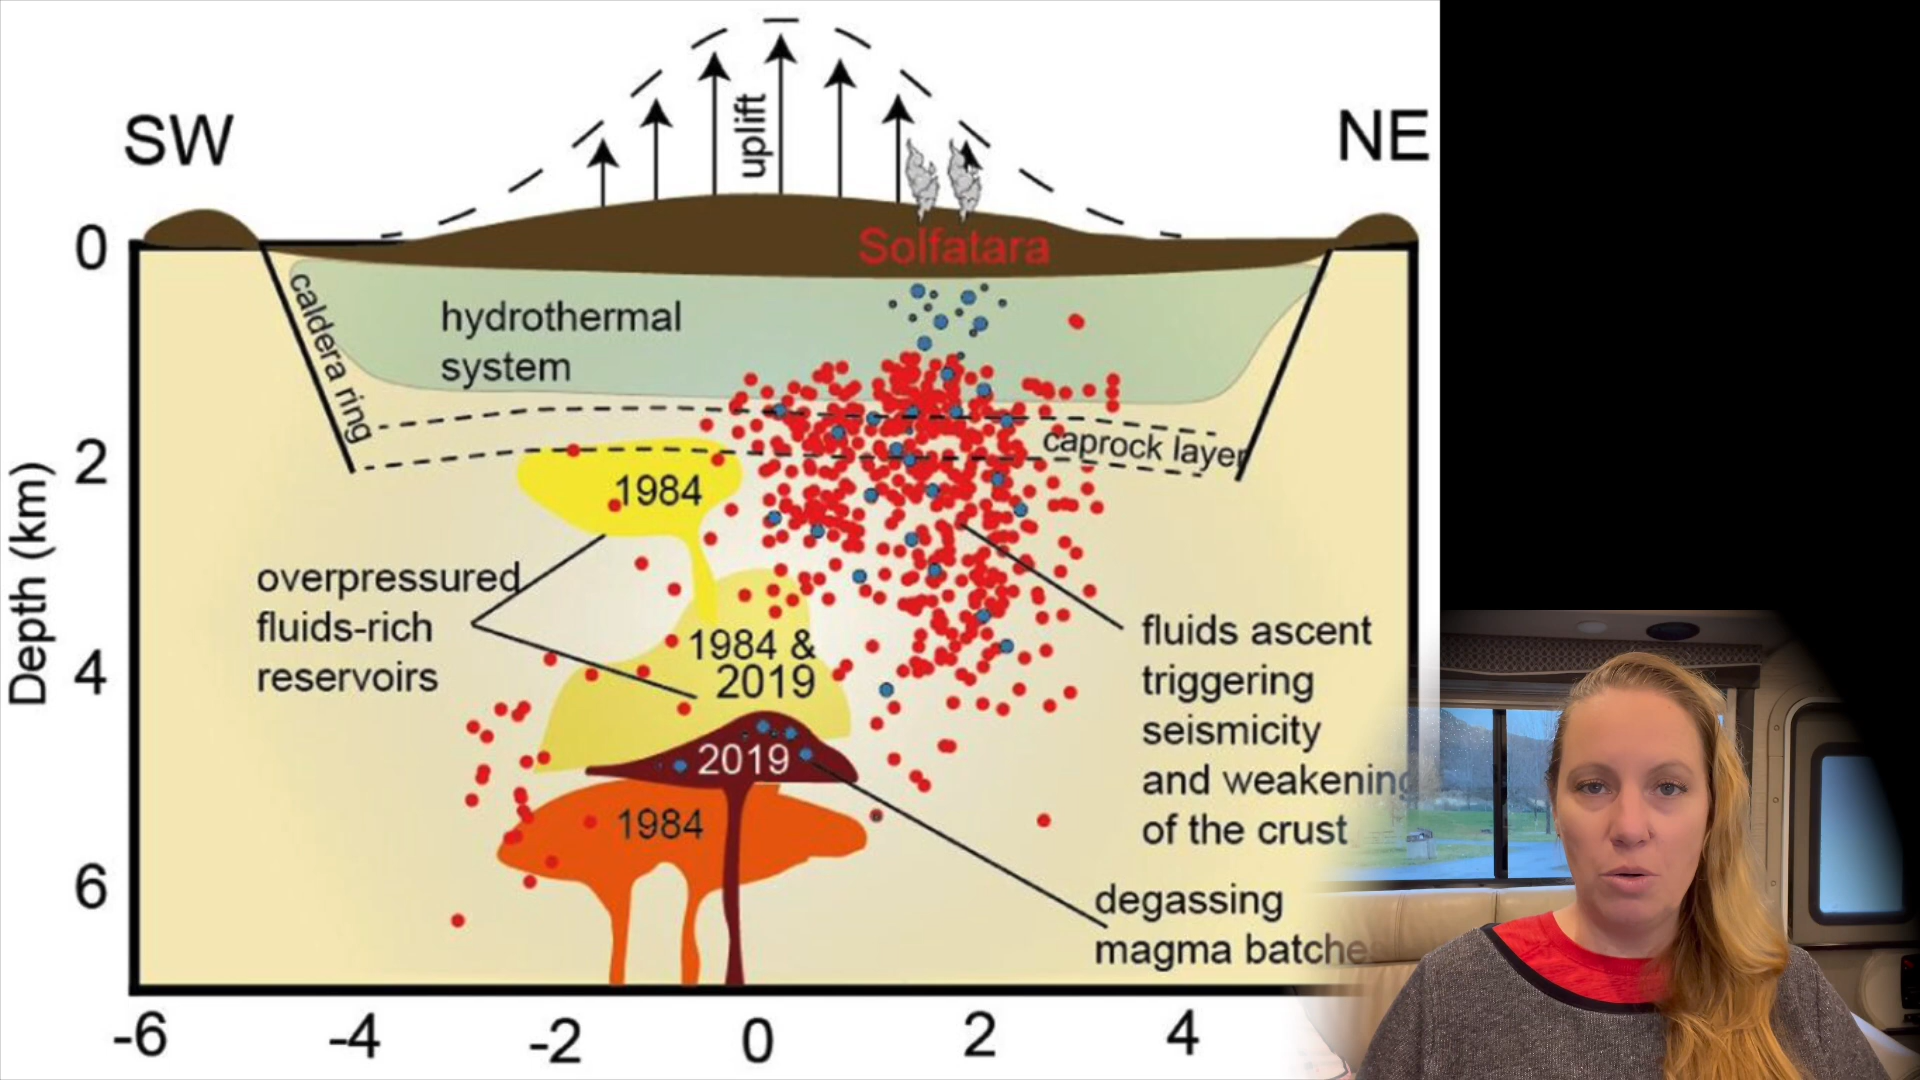 uplift
SW
NE
0
Solfatara
caldera ring
hydrothermal
system
2
caprock layer
1984
Depth (km)
overpressured
fluids-rich
reservoirs
1984 &
2019
fluids ascent
triggering
seismicity
and weakening
of the crust
4
2019
1984
6
degassing
magma batche
-6
-4
-2
0
2
4